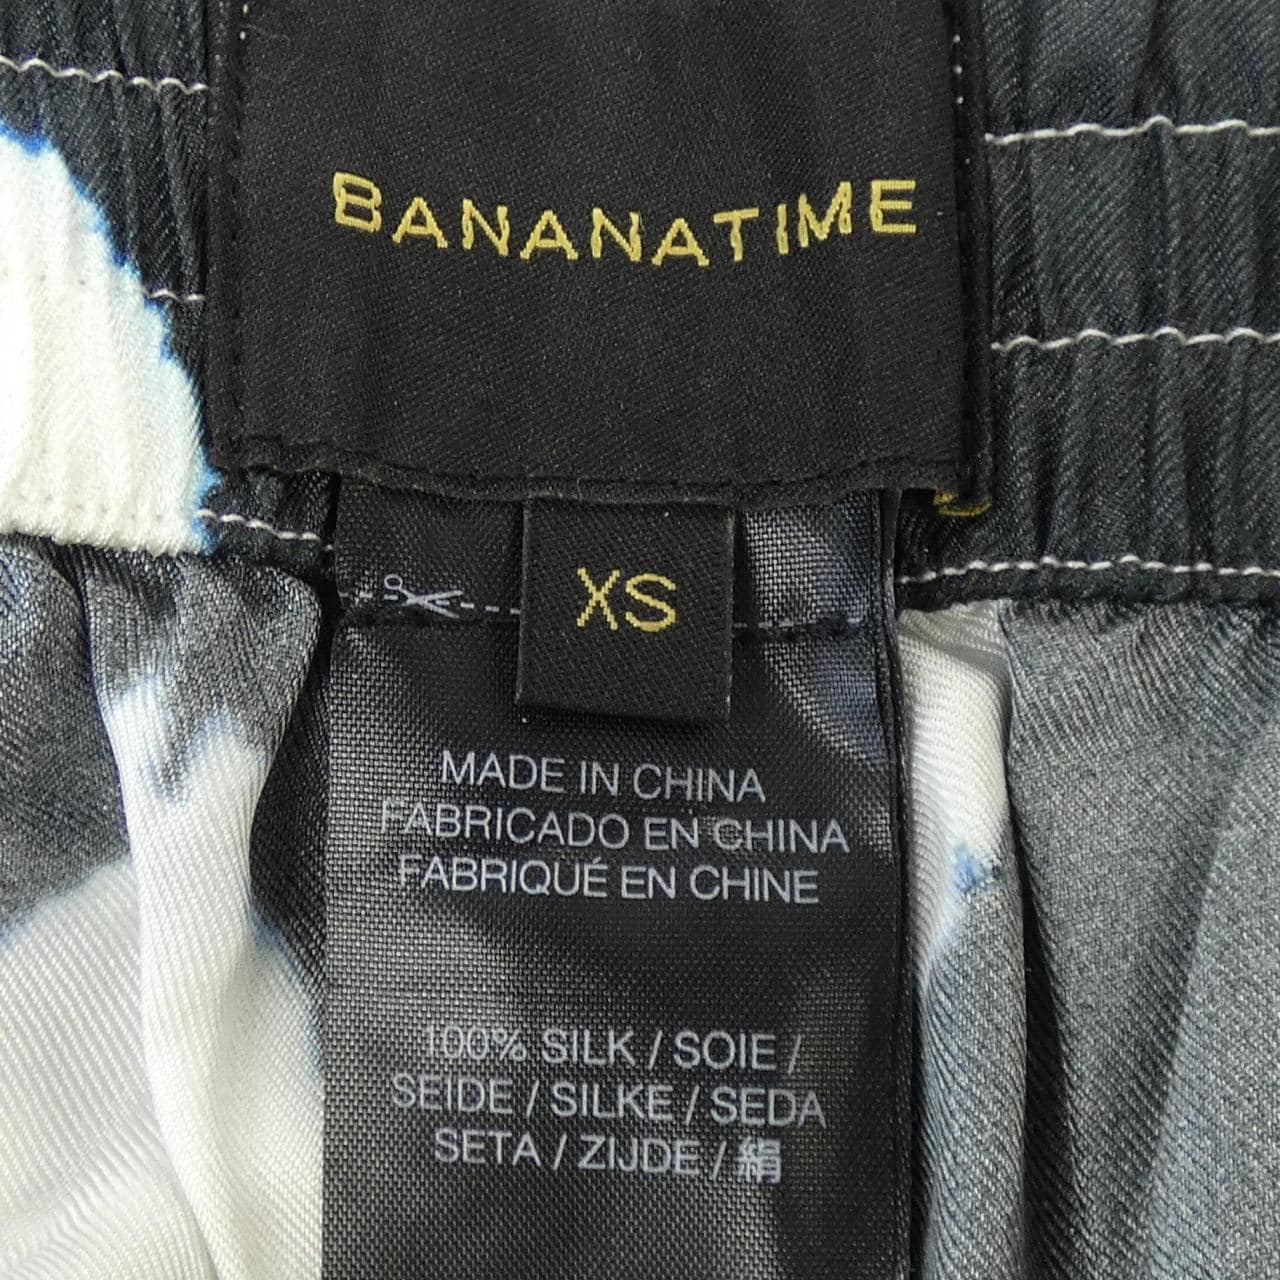 BANANATIME
XS
MADE IN CHINA
FABRICADO EN CHINA
FABRIQUÉ EN CHINE
100% SILK / SOIE /
SEIDE / SILKE / SEDA
SETA / ZIJDE / 絹